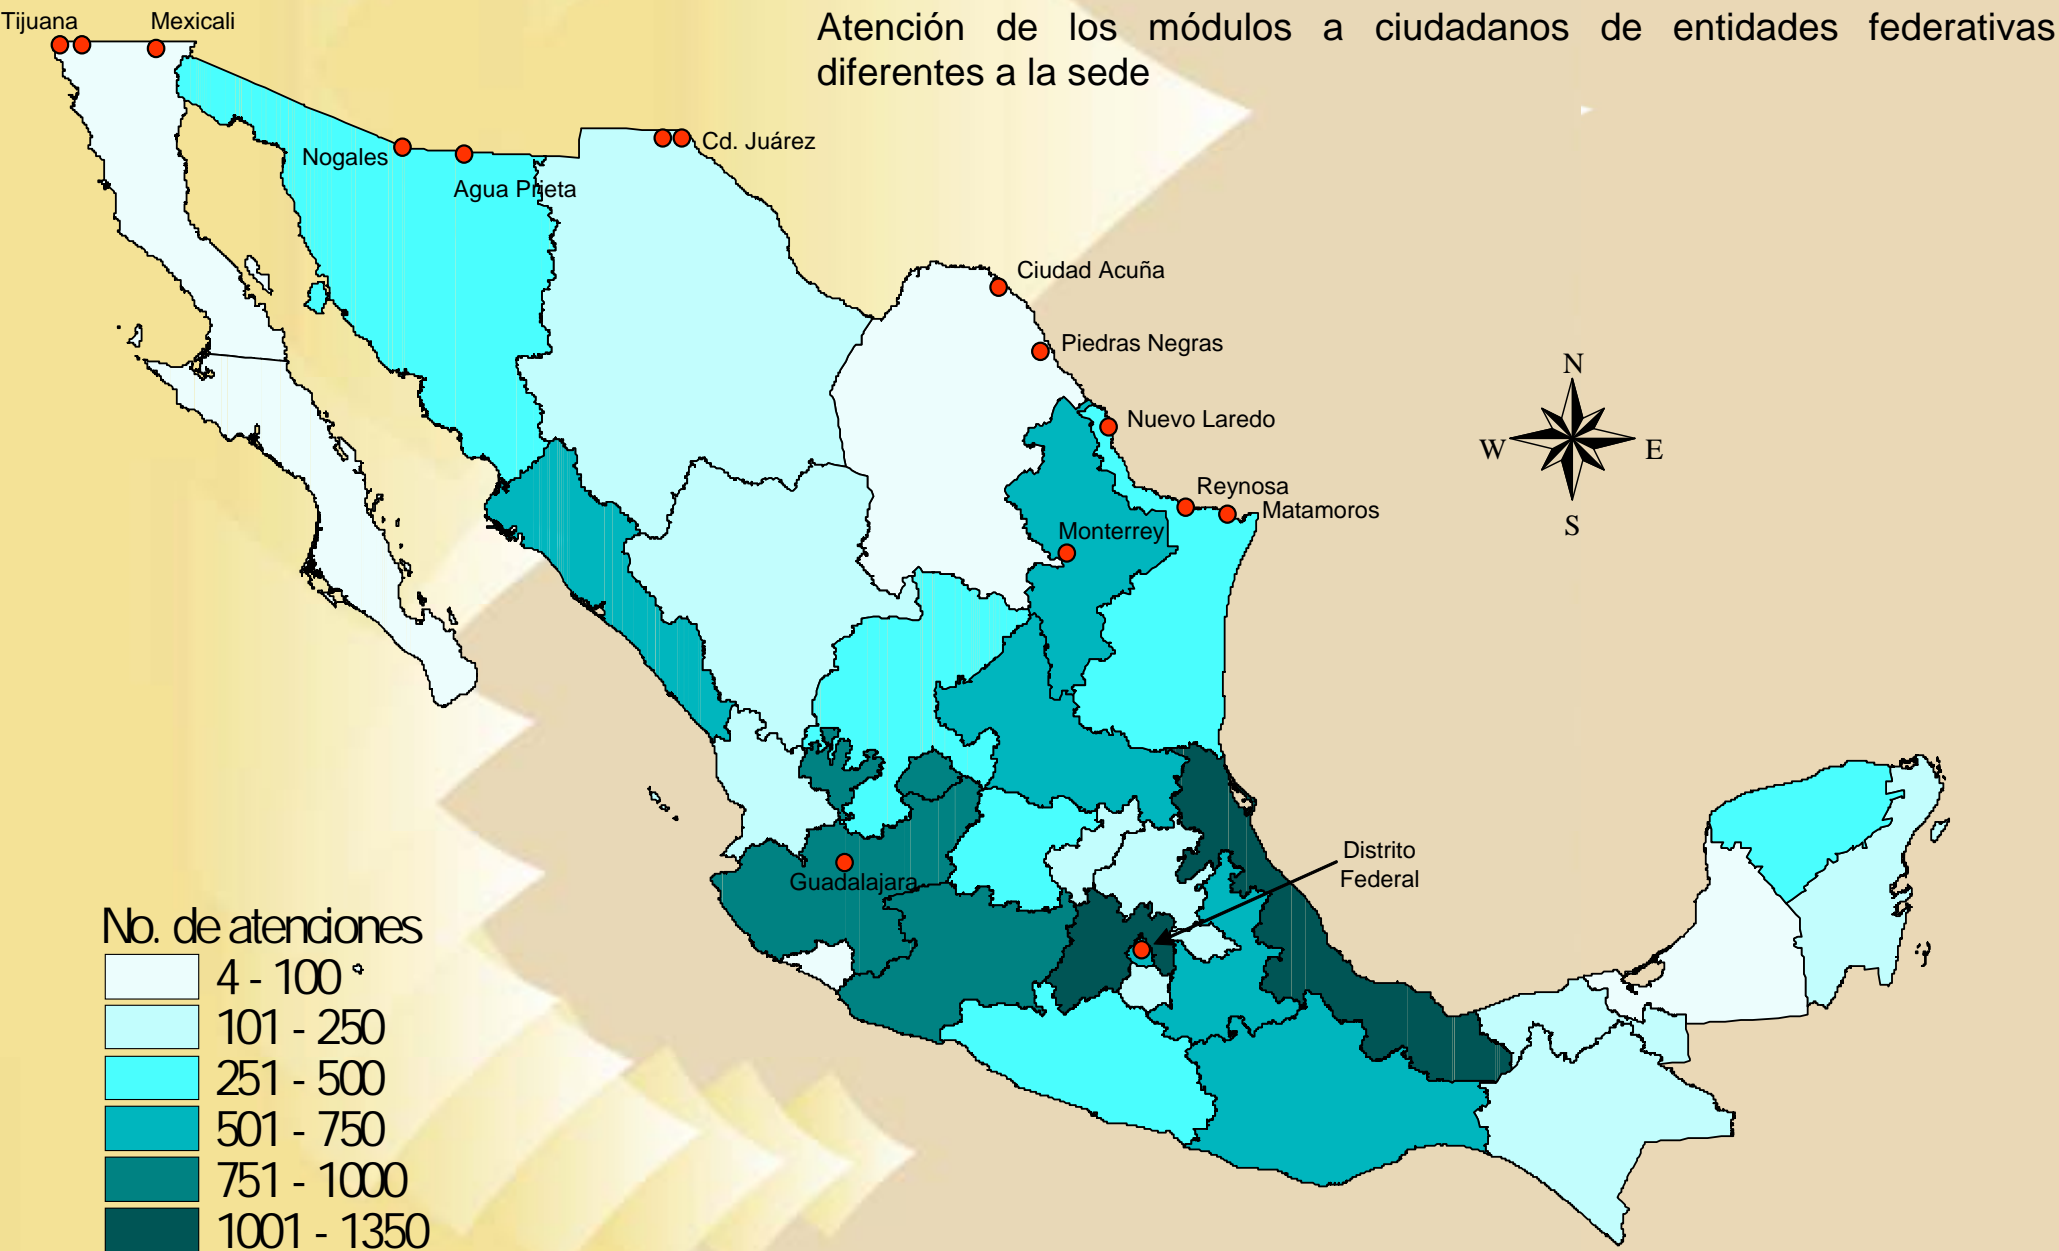 Tijuana
Mexicali
Atención de los módulos a ciudadanos de entidades federativas
diferentes a la sede
Cd. Juárez
Nogales
Agua Prieta
Ciudad Acuña
Piedras Negras
Nuevo Laredo
Reynosa
Matamoros
Monterrey
N
W
E
S
Distrito
Federal
Guadalajara
No. de atenciones
4 - 100
101 - 250
251 - 500
501 - 750
751 - 1000
1001 - 1350